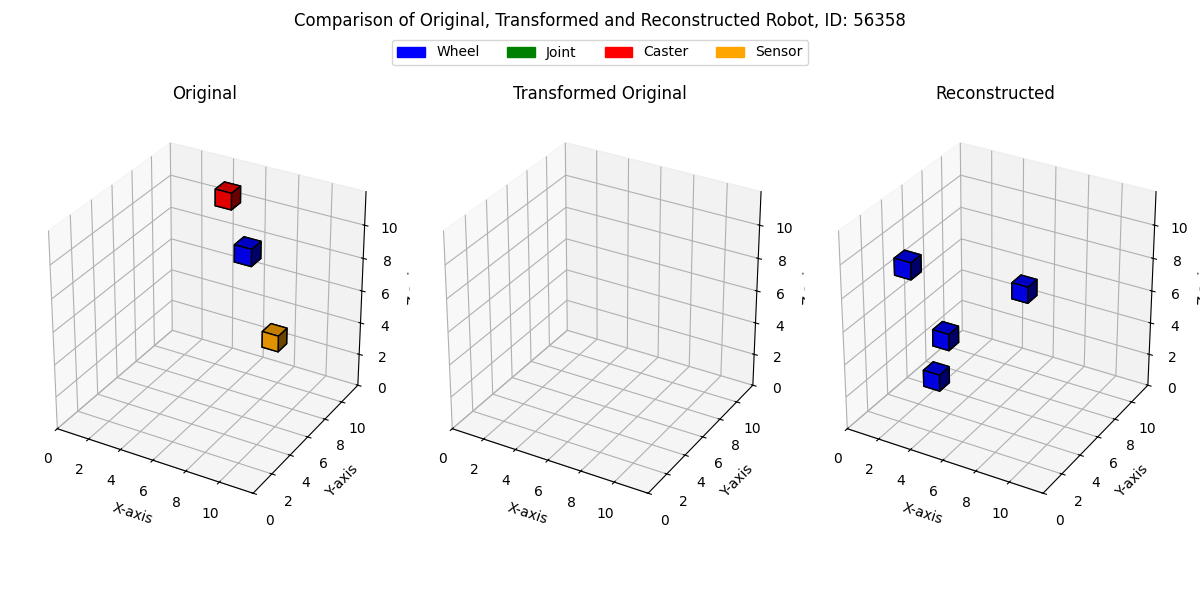 Comparison of Original, Transformed and Reconstructed Robot, ID: 56358
Wheel Joint Caster Sensor
Original Transformed Original Reconstructed
10 10 10
8 8 8
6 6 6
4 4 4
2 2 2
0 0 0
10 10 10
8 8 8
6 6 6
4 4 4
2 2 2
0 0 0
0 2 4 6 8 10 0 2 4 6 8 10 0 2 4 6 8 10
X-axis Y-axis X-axis Y-axis X-axis Y-axis